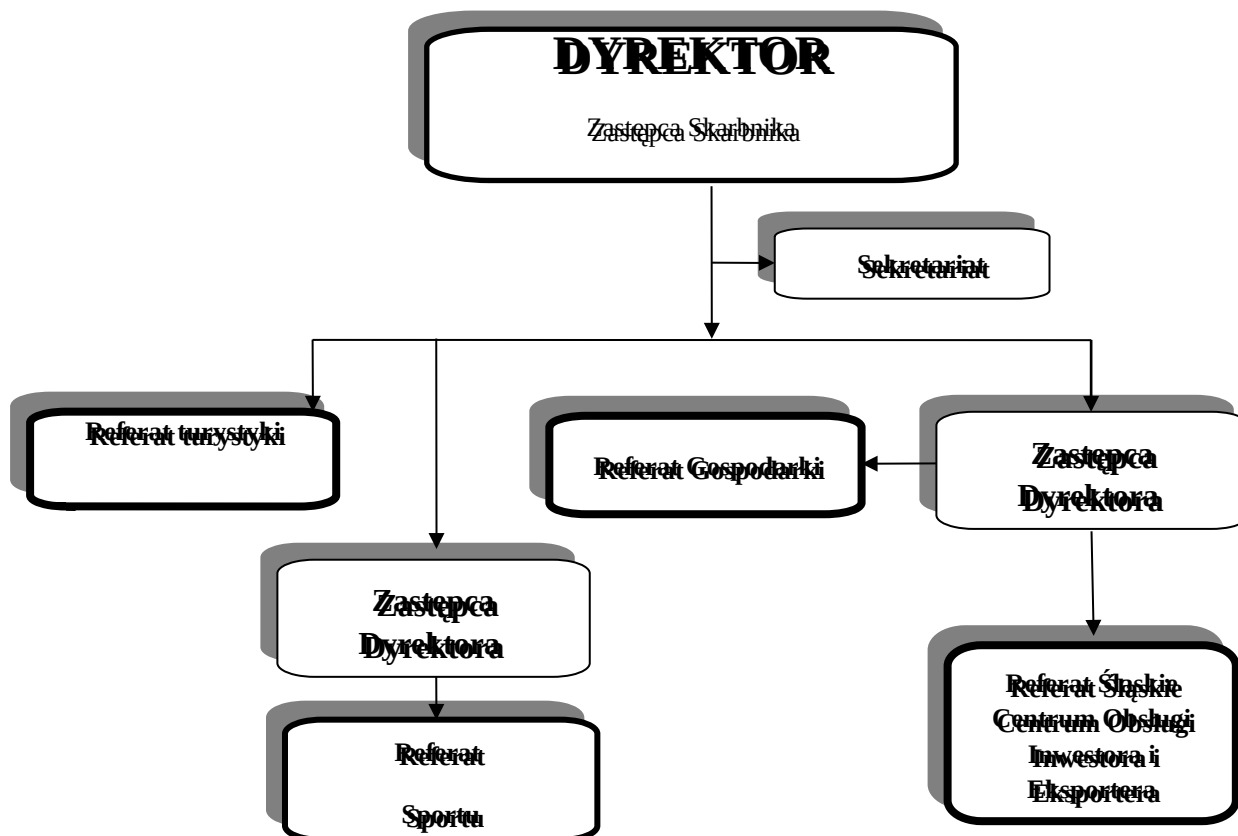 DYREKTOR
Zastępca Skarbnika
Sekretariat
Referat turystyki
Referat Gospodarki
Zastępca
Dyrektora
Zastępca
Dyrektora
Referat Śląskie
Centrum Obsługi
Inwestora i
Eksportera
Referat
Sportu